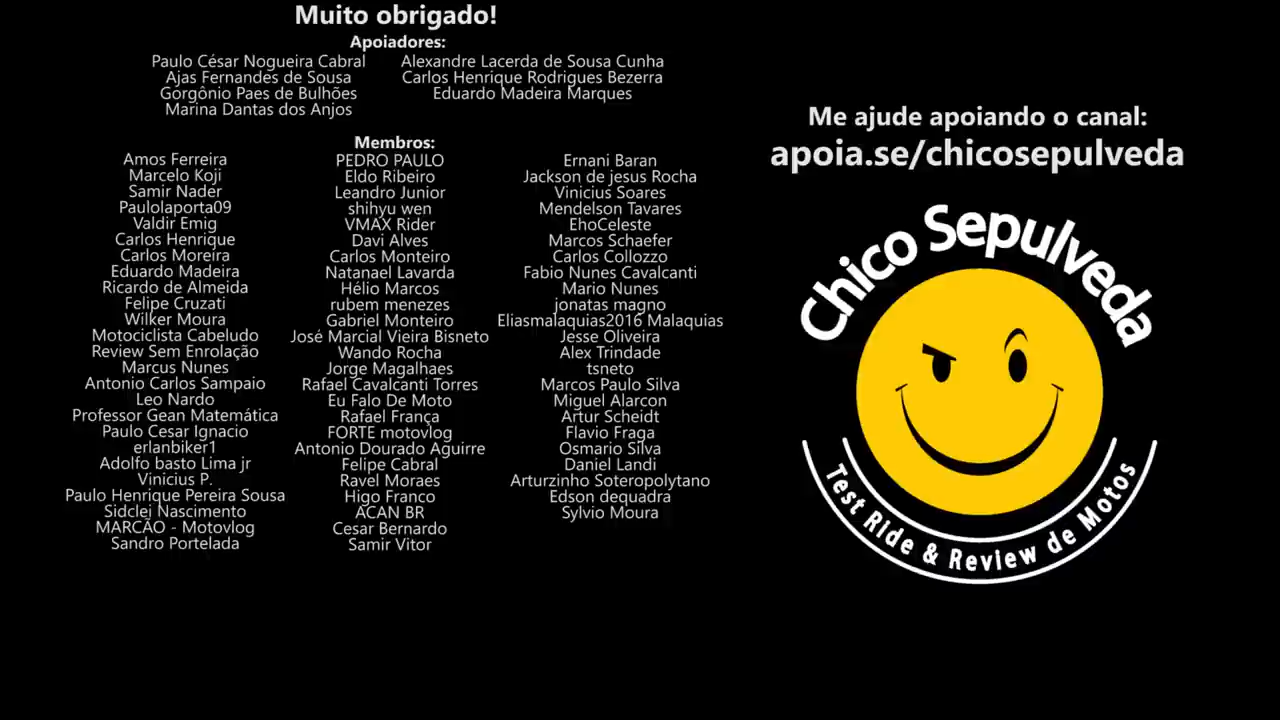 Muito obrigado!
Apoiadores:
Paulo César Nogueira Cabral
Ajas Fernandes de Sousa
Gorgônio Paes de Bulhões
Marina Dantas dos Anjos
Alexandre Lacerda de Sousa Cunha
Carlos Henrique Rodrigues Bezerra
Eduardo Madeira Marques
Membros:
Amos Ferreira
Marcelo Koji
Samir Nader
Paulolaporta09
Valdir Emig
Carlos Henrique
Carlos Moreira
Eduardo Madeira
Ricardo de Almeida
Felipe Cruzati
Wilker Moura
Motociclista Cabeludo
Review Sem Enrolação
Marcus Nunes
Antonio Carlos Sampaio
Leo Nardo
Professor Gean Matemática
Paulo Cesar Ignacio
erlanbiker1
Adolfo basto Lima jr
Vinicius P.
Paulo Henrique Pereira Sousa
Sidclei Nascimento
MARCÃO - Motovlog
Sandro Portelada
PEDRO PAULO
Eldo Ribeiro
Leandro Junior
shihyu wen
VMAX Rider
Davi Alves
Carlos Monteiro
Natanael Lavarda
Hélio Marcos
rubem menezes
Gabriel Monteiro
José Marcial Vieira Bisneto
Wando Rocha
Jorge Magalhaes
Rafael Cavalcanti Torres
Eu Falo De Moto
Rafael França
FORTE motovlog
Antonio Dourado Aguirre
Felipe Cabral
Ravel Moraes
Higo Franco
ACAN BR
Cesar Bernardo
Samir Vitor
Ernani Baran
Jackson de jesus Rocha
Vinicius Soares
Mendelson Tavares
EhoCeleste
Marcos Schaefer
Carlos Collozzo
Fabio Nunes Cavalcanti
Mario Nunes
jonatas magno
Eliasmalaquias2016 Malaquias
Jesse Oliveira
Alex Trindade
tsneto
Marcos Paulo Silva
Miguel Alarcon
Artur Scheidt
Flavio Fraga
Osmario Silva
Daniel Landi
Arturzinho Soteropolytano
Edson dequadra
Sylvio Moura
Me ajude apoiando o canal:
apoia.se/chicosepulveda
Chico Sepulveda
Test Ride & Review de Motos